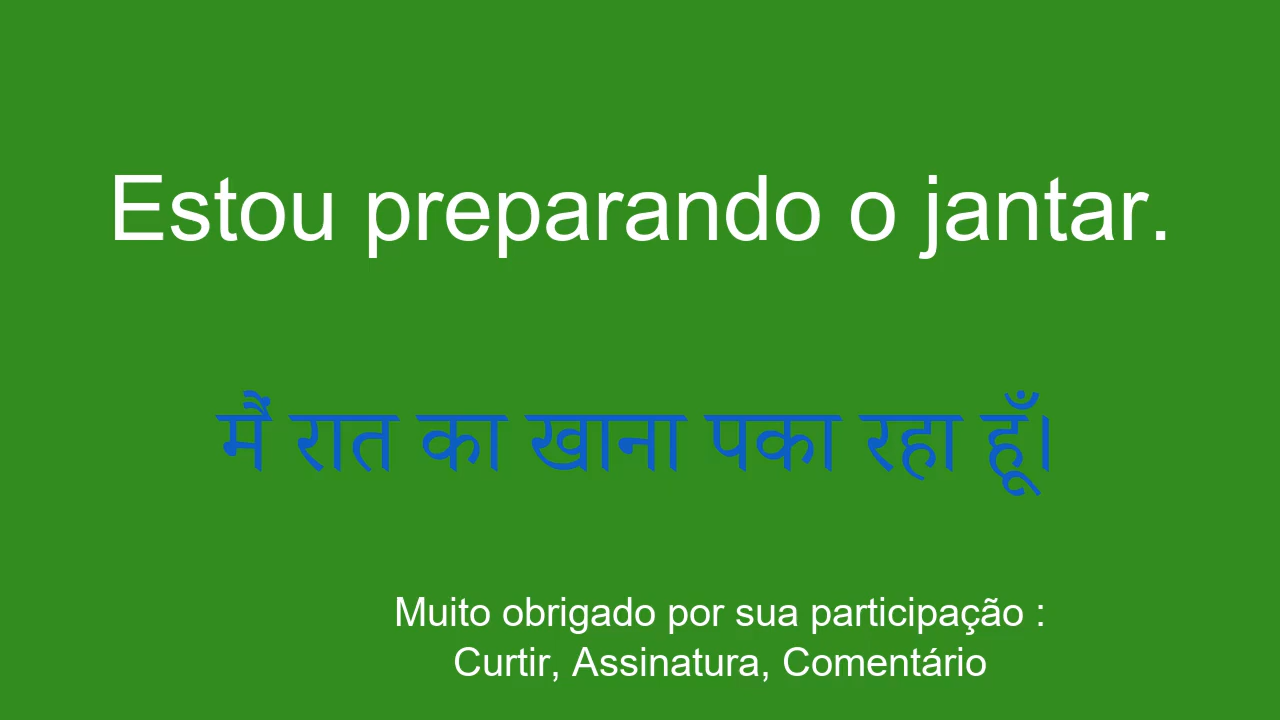 Estou preparando o jantar.
मैं रात का खाना पका रहा हूँ।
Muito obrigado por sua participação :
Curtir, Assinatura, Comentário